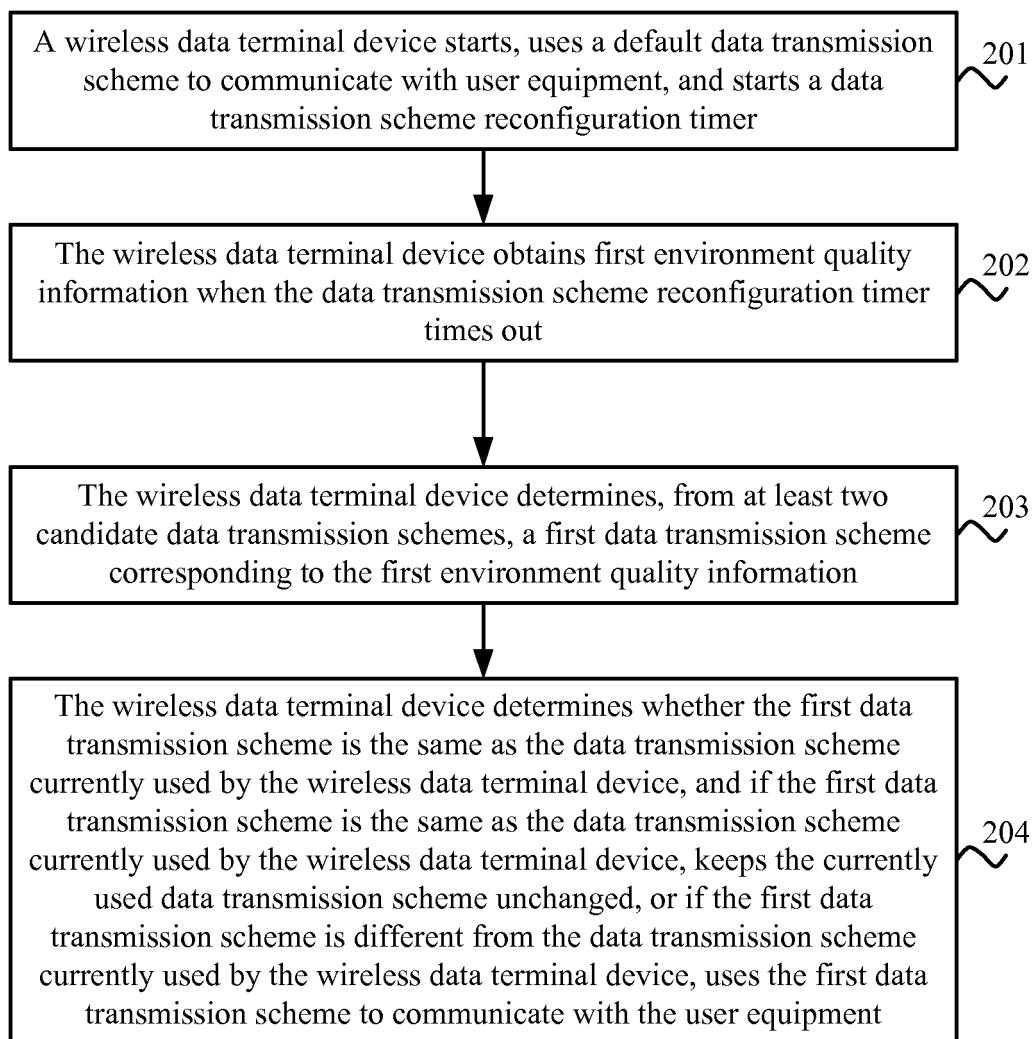 A wireless data terminal device starts, uses a default data transmission
scheme to communicate with user equipment, and starts a data
transmission scheme reconfiguration timer
201
The wireless data terminal device obtains first environment quality
information when the data transmission scheme reconfiguration timer
times out
202
The wireless data terminal device determines, from at least two
candidate data transmission schemes, a first data transmission scheme
corresponding to the first environment quality information
203
The wireless data terminal device determines whether the first data
transmission scheme is the same as the data transmission scheme
currently used by the wireless data terminal device, and if the first data
transmission scheme is the same as the data transmission scheme
currently used by the wireless data terminal device, keeps the currently
used data transmission scheme unchanged, or if the first data
transmission scheme is different from the data transmission scheme
currently used by the wireless data terminal device, uses the first data
transmission scheme to communicate with the user equipment
204